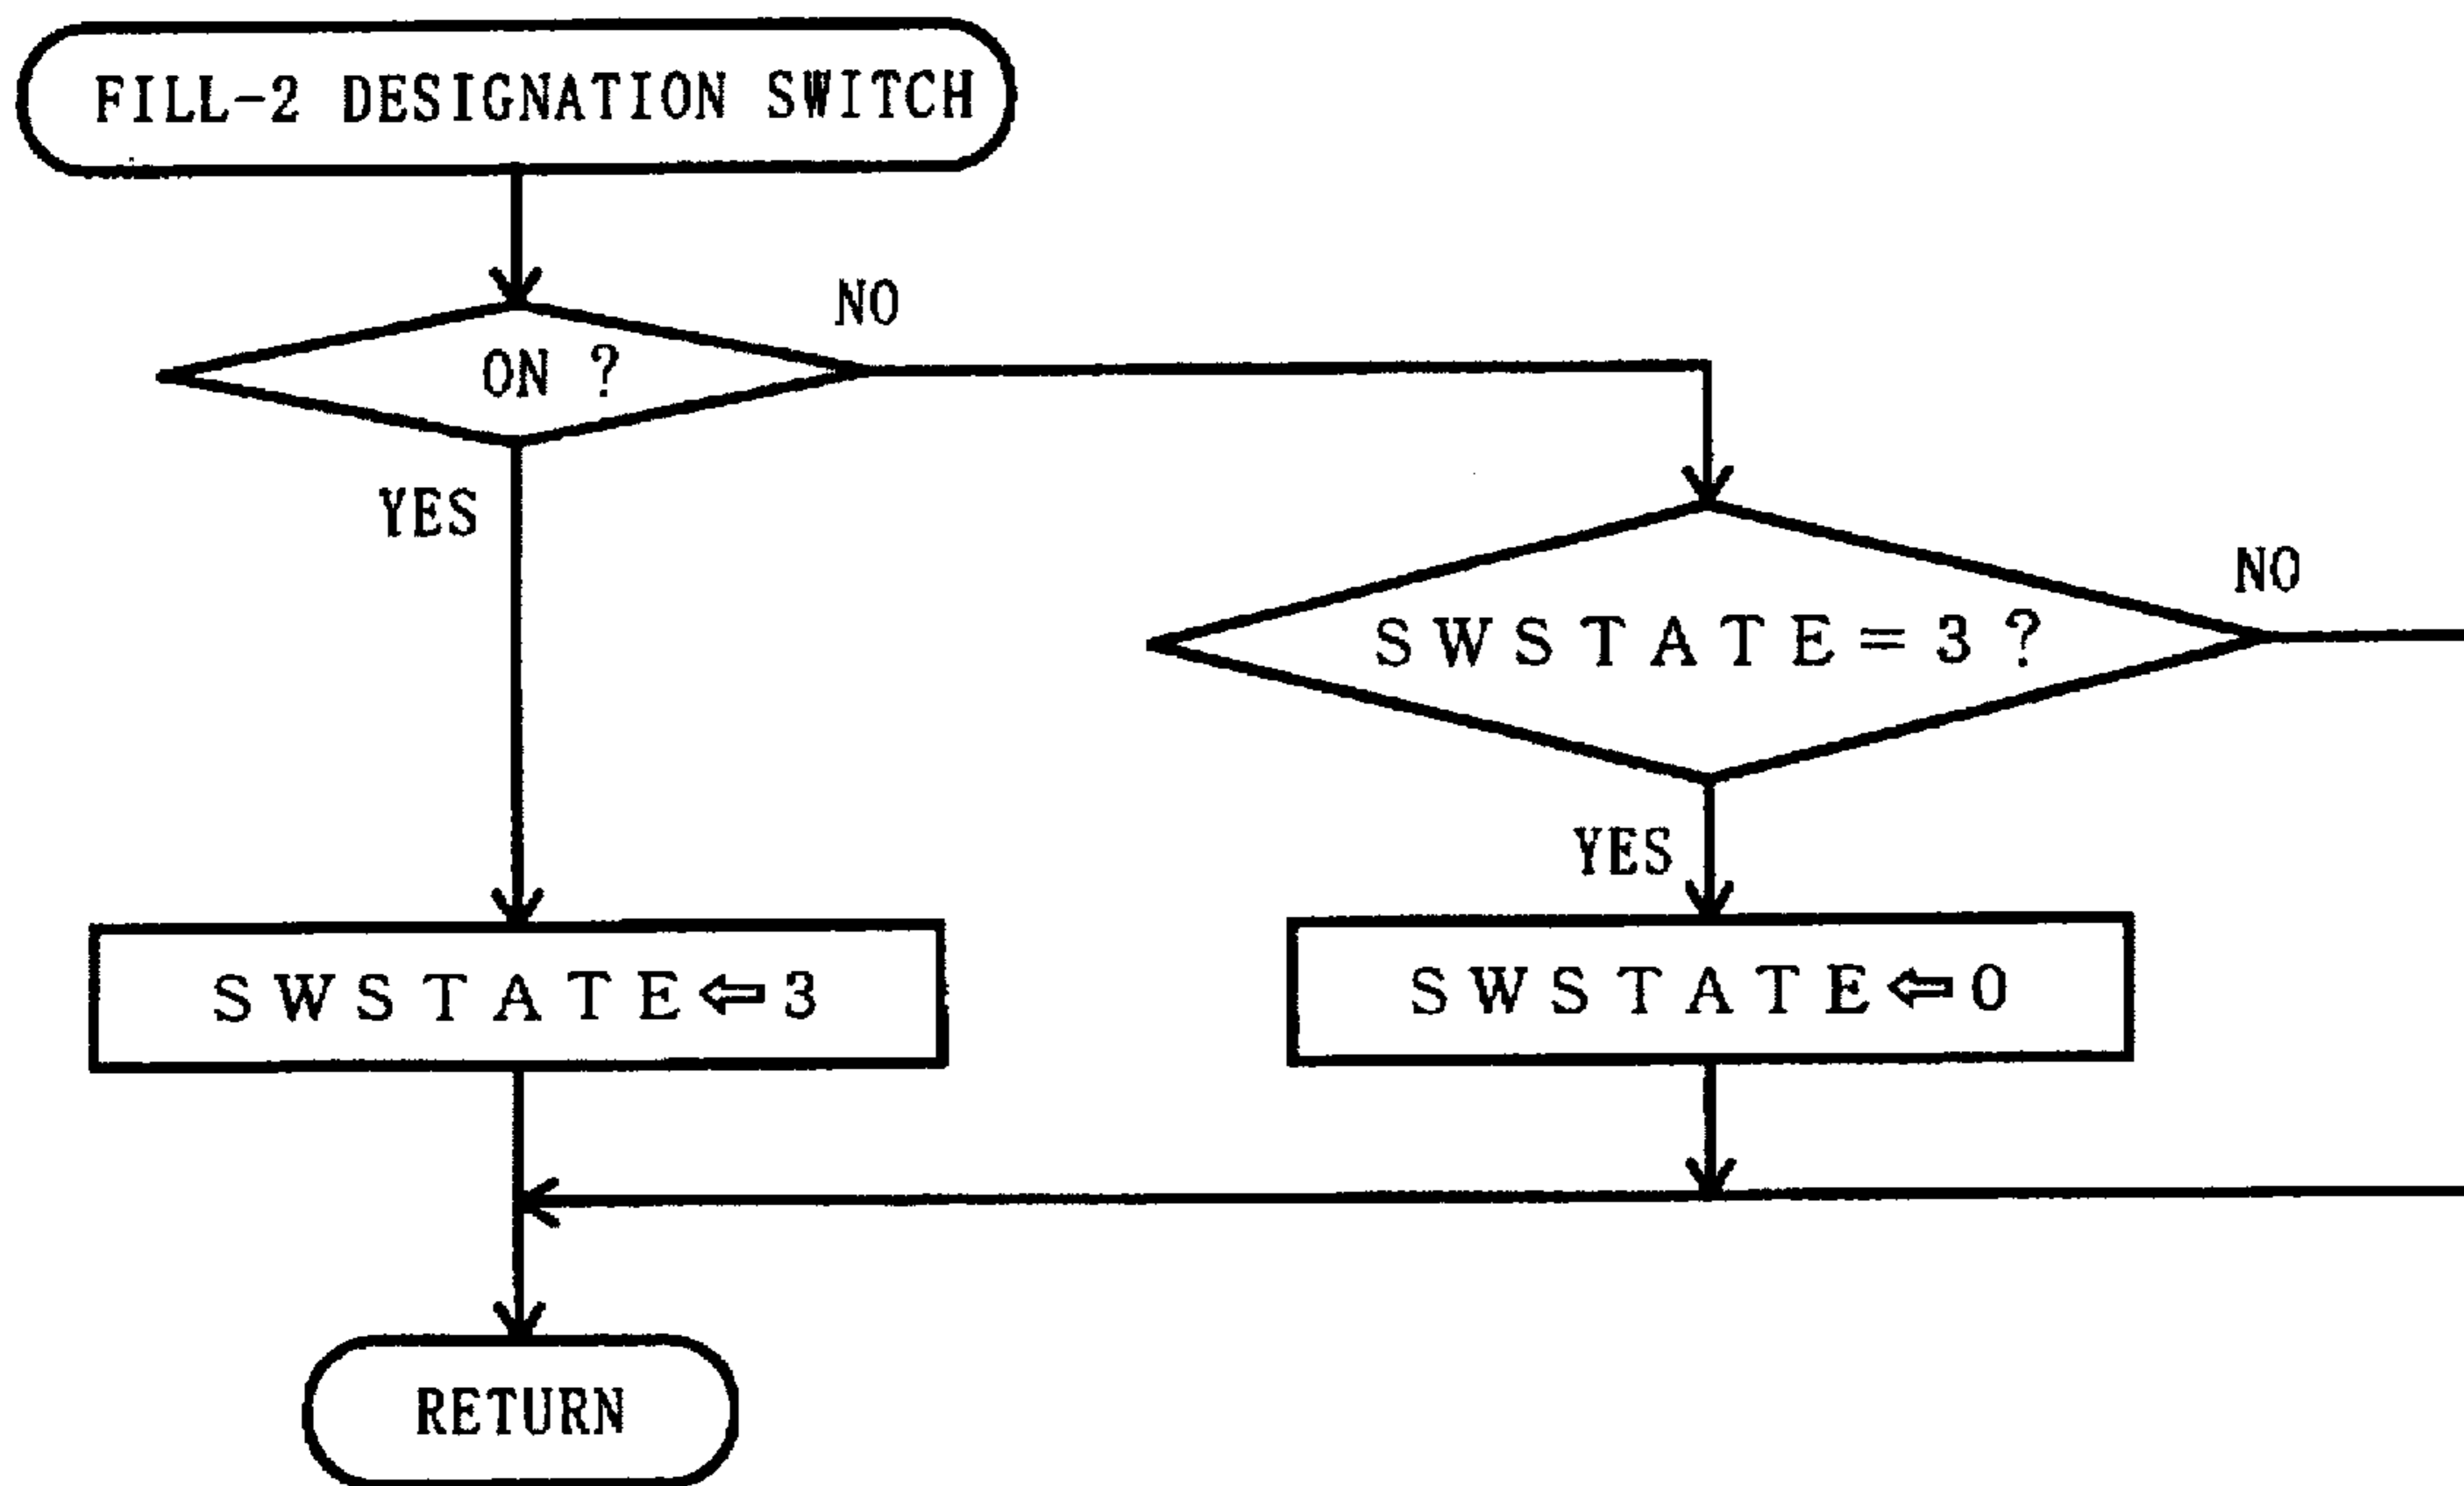 FILL-2 DESIGNATION SWITCH
NO
ON ?
YES
NO
SWSTATE=3?
YES
SWSTATE⇐3
SWSTATE⇐0
RETURN